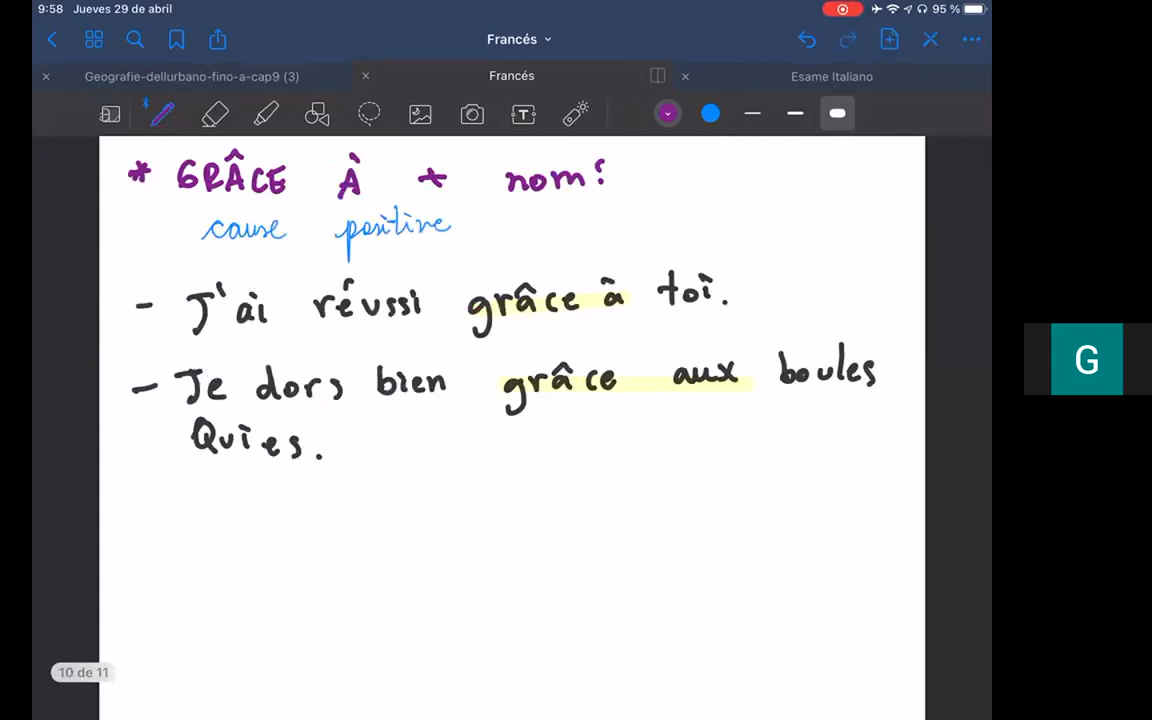 9:58 Jueves 29 de abril
95 %
Francés
Geografie-dellurbano-fino-a-cap9 (3)
Francés
Esame Italiano
* GRÂCE À + nom:
cause positive
- J'ai réussi grâce à toi.
- Je dors bien grâce aux boules
Quies.
G
10 de 11